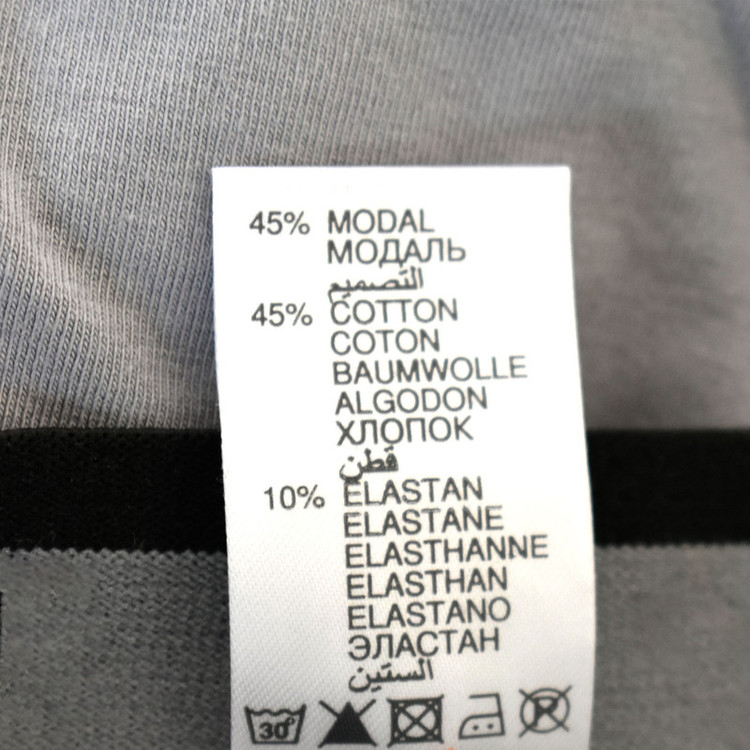 45% MODAL
МОДАЛЬ
التصميم
45% COTTON
COTON
BAUMWOLLE
ALGODON
ХЛОПОК
قطن
10% ELASTAN
ELASTANE
ELASTHANNE
ELASTHAN
ELASTANO
ЭЛАСТАН
الستين
30°
P